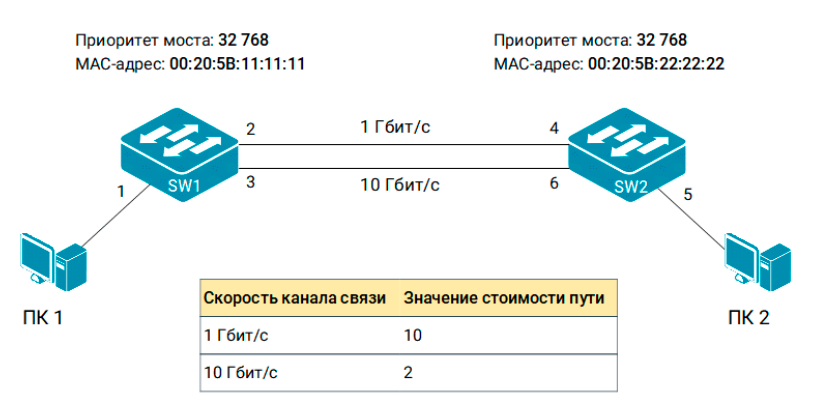 Приоритет моста: 32 768
MAC-адрес: 00:20:5B:11:11:11
Приоритет моста: 32 768
MAC-адрес: 00:20:5B:22:22:22
2
1 Гбит/с
4
1
SW1
3
10 Гбит/с
6
SW2
5
ПК 1
ПК 2
Скорость канала связи Значение стоимости пути
1 Гбит/с 10
10 Гбит/с 2